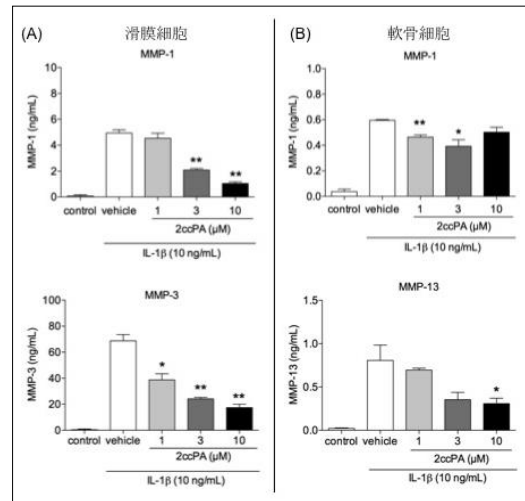 (A) 滑膜細胞
MMP-1
MMP-1 (ng/mL)
6
5
4
3
2
1
0
**
**
control vehicle 1 3 10
2ccPA (μM)
IL-1β (10 ng/mL)
MMP-3
MMP-3 (ng/mL)
80
60
40
20
0
*
**
**
control vehicle 1 3 10
2ccPA (μM)
IL-1β (10 ng/mL)
(B) 軟骨細胞
MMP-1
MMP-1 (ng/mL)
1.0
0.8
0.6
0.4
0.2
0.0
**
*
control vehicle 1 3 10
2ccPA (μM)
IL-1β (10 ng/mL)
MMP-13
MMP-13 (ng/mL)
1.5
1.0
0.5
0.0
*
control vehicle 1 3 10
2ccPA (μM)
IL-1β (10 ng/mL)